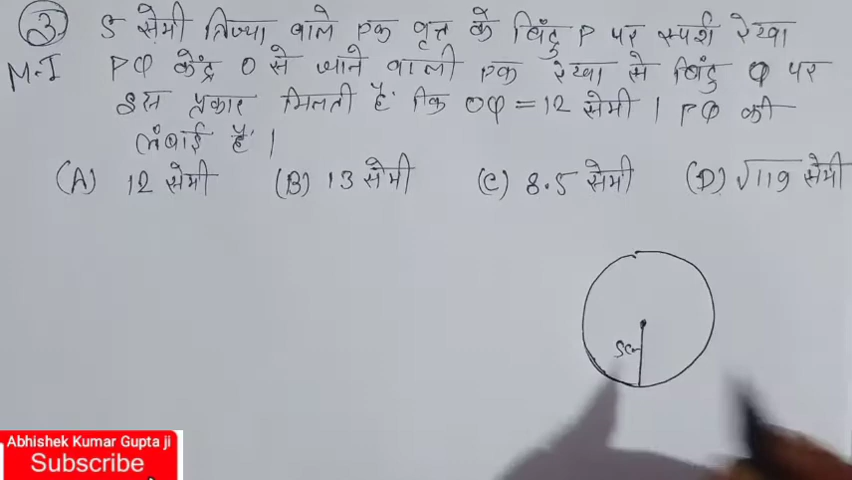 3 5 सेमी त्रिज्या वाले एक वृत्त के बिंदु P पर स्पर्श रेखा
M-I PQ केंद्र O से जाने वाली एक रेखा से बिंदु Q पर
इस प्रकार मिलती है कि OQ = 12 सेमी । PQ की
लंबाई है ।
(A) 12 सेमी (B) 13 सेमी (C) 8.5 सेमी (D) √119 सेमी
5cm
Abhishek Kumar Gupta ji
Subscribe